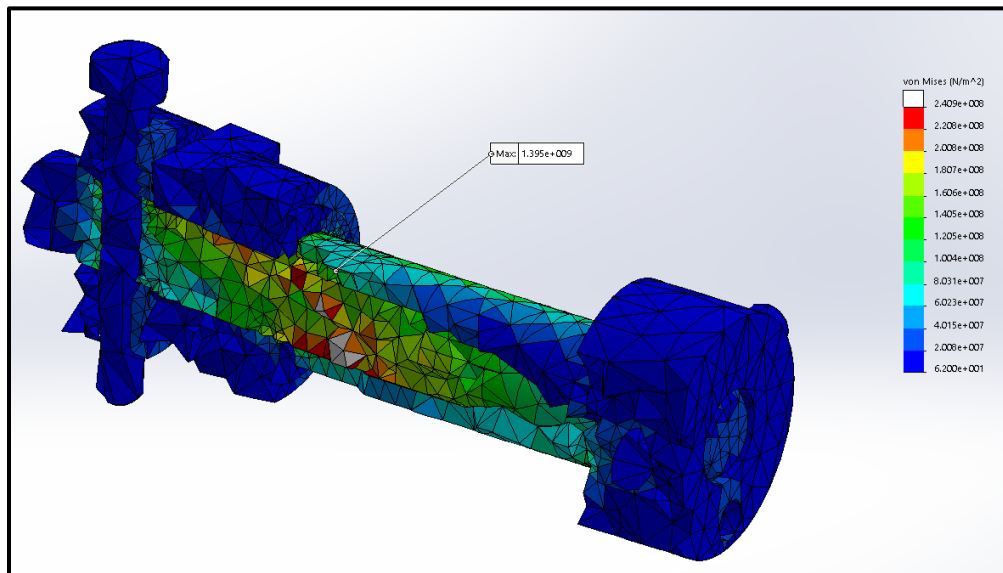 von Mises (N/m^2)
2.409e+008
2.208e+008
2.008e+008
1.807e+008
1.606e+008
1.405e+008
1.205e+008
1.004e+008
8.031e+007
6.023e+007
4.015e+007
2.008e+007
6.200e+001
Max: 1.395e+009